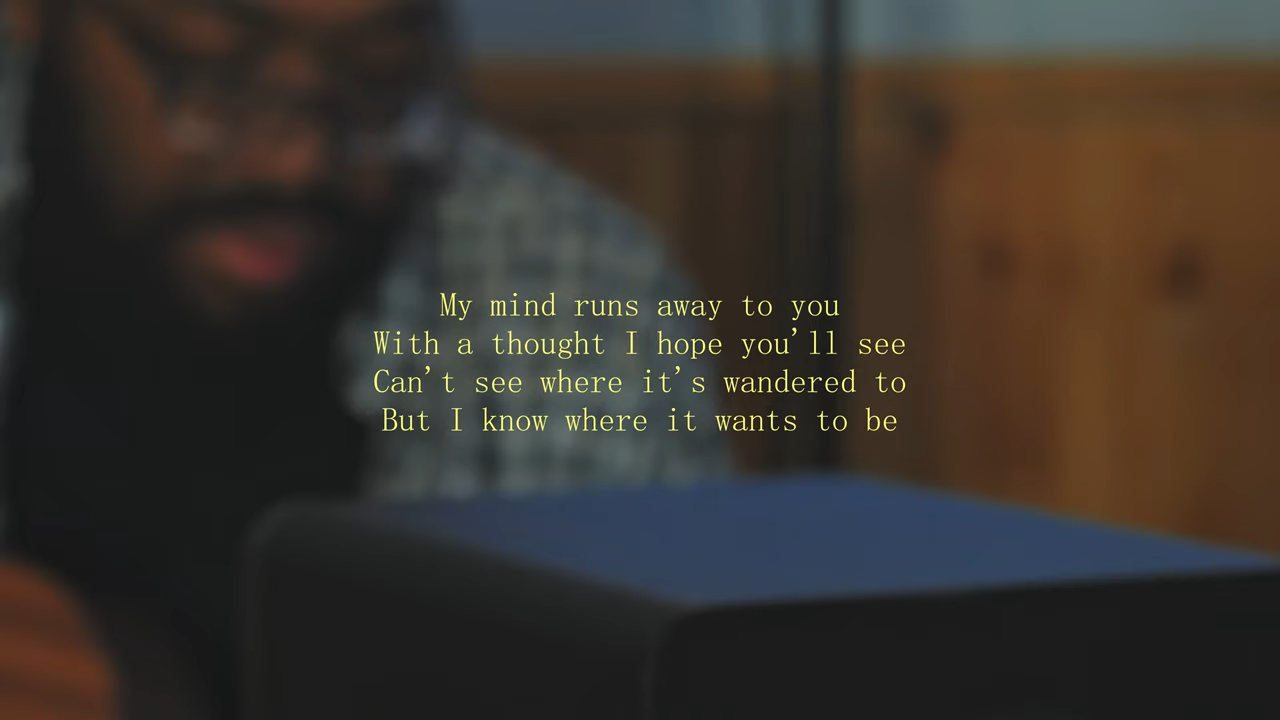 My mind runs away to you
With a thought I hope you'll see
Can't see where it's wandered to
But I know where it wants to be